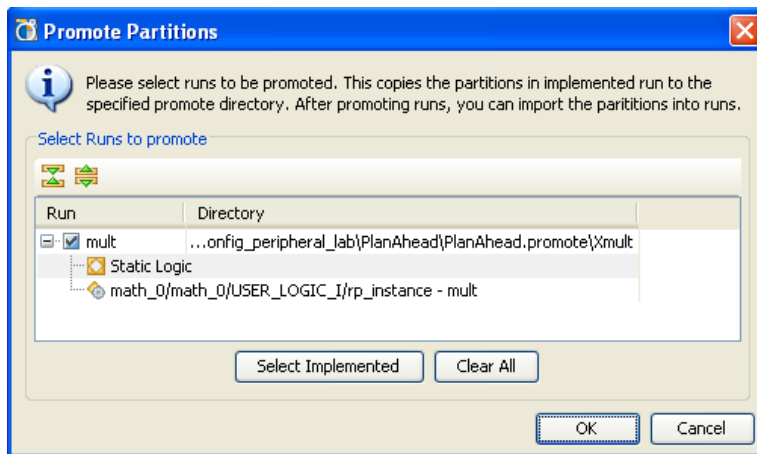 Promote Partitions
Please select runs to be promoted. This copies the partitions in implemented run to the
specified promote directory. After promoting runs, you can import the parititions into runs.
Select Runs to promote
Run Directory
mult ...onfig_peripheral_lab\PlanAhead\PlanAhead.promote\Xmult
Static Logic
math_0/math_0/USER_LOGIC_I/rp_instance - mult
Select Implemented Clear All
OK Cancel